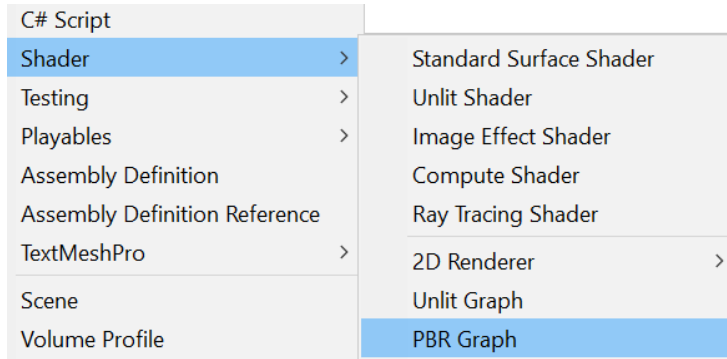 C# Script
Shader
Testing
Playables
Assembly Definition
Assembly Definition Reference
TextMeshPro
Scene
Volume Profile
Standard Surface Shader
Unlit Shader
Image Effect Shader
Compute Shader
Ray Tracing Shader
2D Renderer
Unlit Graph
PBR Graph